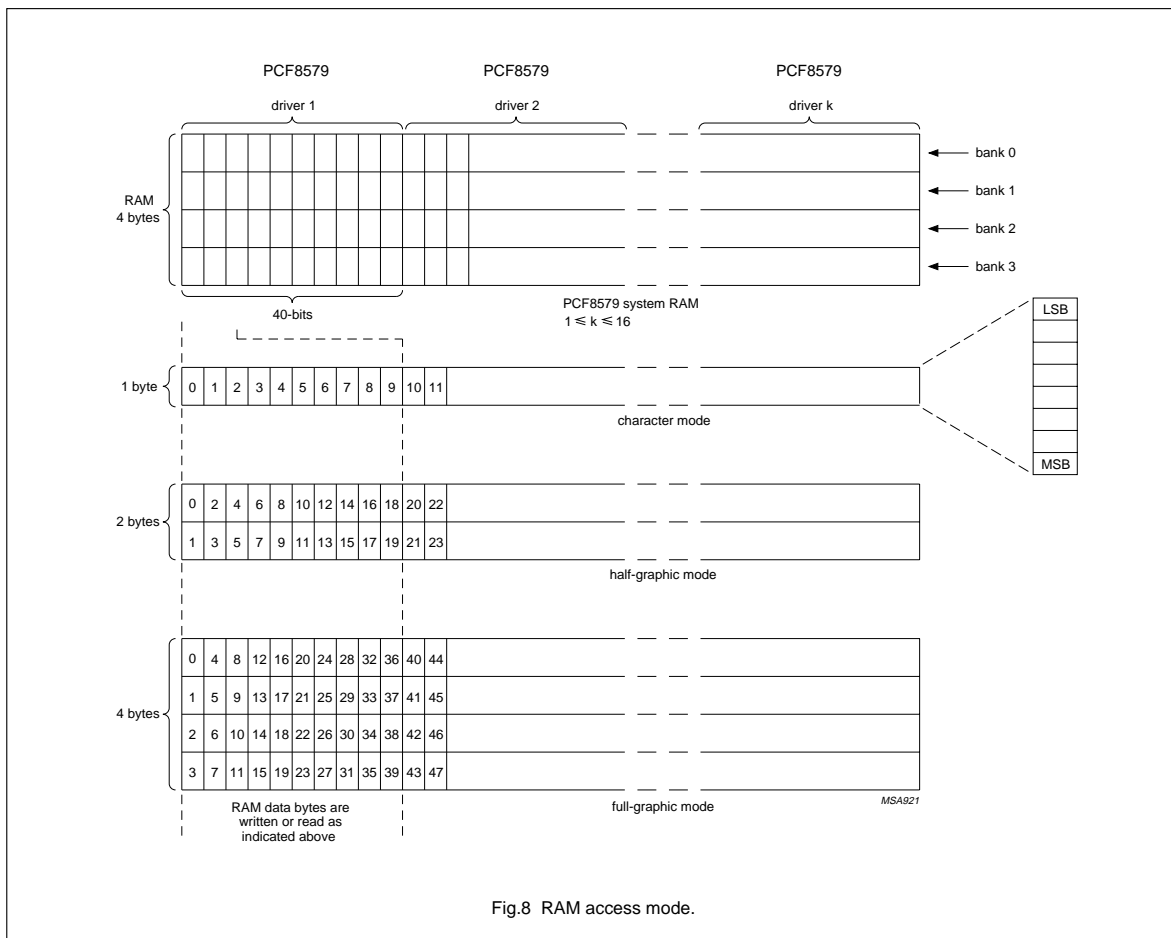 PCF8579 PCF8579 PCF8579
driver 1 driver 2 driver k
RAM
4 bytes
bank 0
bank 1
bank 2
bank 3
40-bits
PCF8579 system RAM
1 ≤ k ≤ 16
LSB
MSB
1 byte
0 1 2 3 4 5 6 7 8 9 10 11
character mode
2 bytes
0 2 4 6 8 10 12 14 16 18 20 22
1 3 5 7 9 11 13 15 17 19 21 23
half-graphic mode
4 bytes
0 4 8 12 16 20 24 28 32 36 40 44
1 5 9 13 17 21 25 29 33 37 41 45
2 6 10 14 18 22 26 30 34 38 42 46
3 7 11 15 19 23 27 31 35 39 43 47
RAM data bytes are
written or read as
indicated above
full-graphic mode
MSA921
Fig.8 RAM access mode.